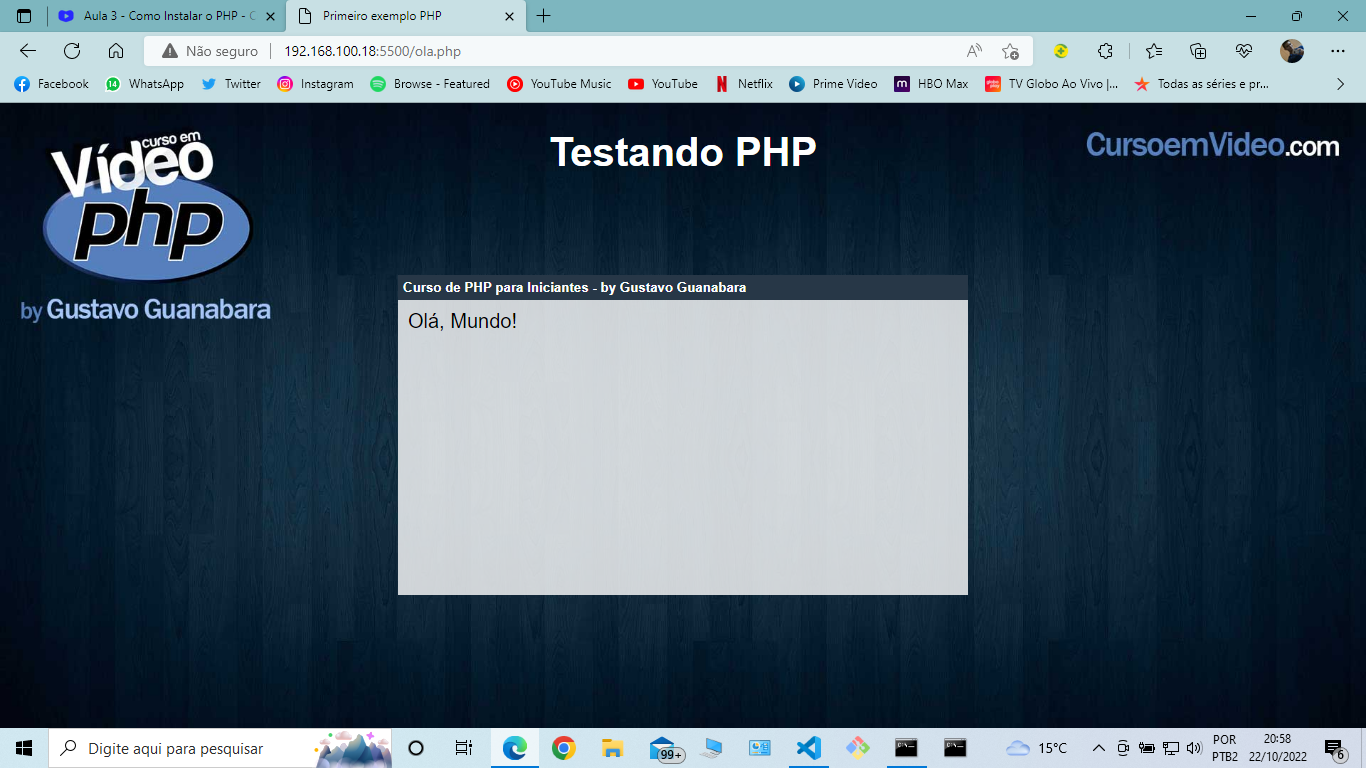 Aula 3 - Como Instalar o PHP - C
Primeiro exemplo PHP
Não seguro
192.168.100.18:5500/ola.php
Facebook
14
WhatsApp
Twitter
Instagram
Browse - Featured
YouTube Music
YouTube
Netflix
Prime Video
m
HBO Max
globo play
TV Globo Ao Vivo |...
Todas as séries e pr...
curso em
Vídeo
php
by Gustavo Guanabara
Testando PHP
CursoemVideo.com
Curso de PHP para Iniciantes - by Gustavo Guanabara
Olá, Mundo!
Digite aqui para pesquisar
99+
15°C
POR
PTB2
20:58
22/10/2022
6